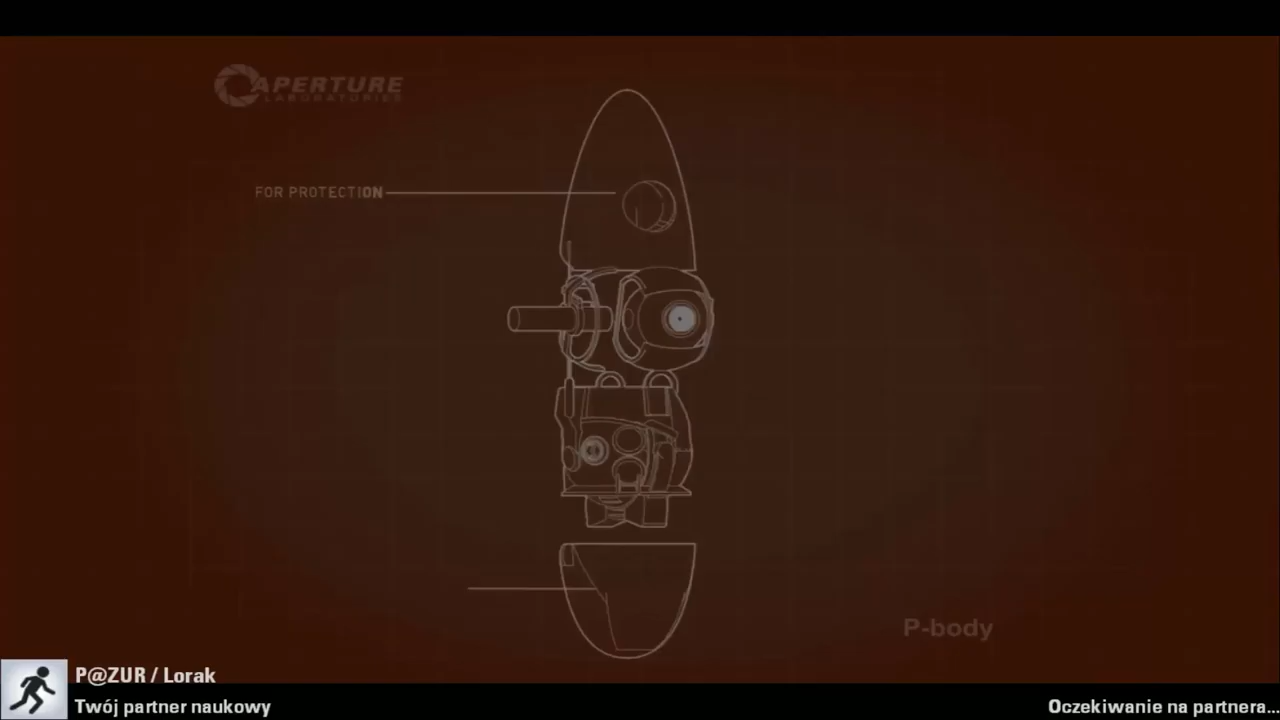 APERTURE
LABORATORIES
FOR PROTECTION
P-body
P@ZUR / Lorak
Twój partner naukowy
Oczekiwanie na partnera...